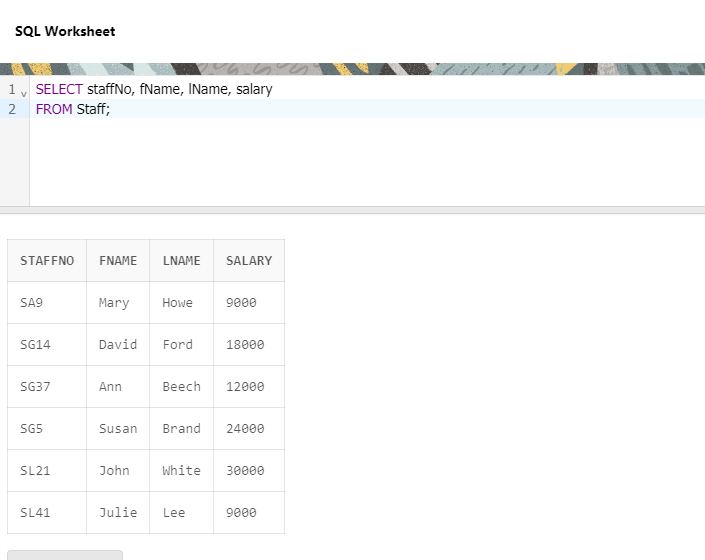 SQL Worksheet
1 SELECT staffNo, fName, lName, salary
2 FROM Staff;
STAFFNO FNAME LNAME SALARY
SA9 Mary Howe 9000
SG14 David Ford 18000
SG37 Ann Beech 12000
SG5 Susan Brand 24000
SL21 John White 30000
SL41 Julie Lee 9000